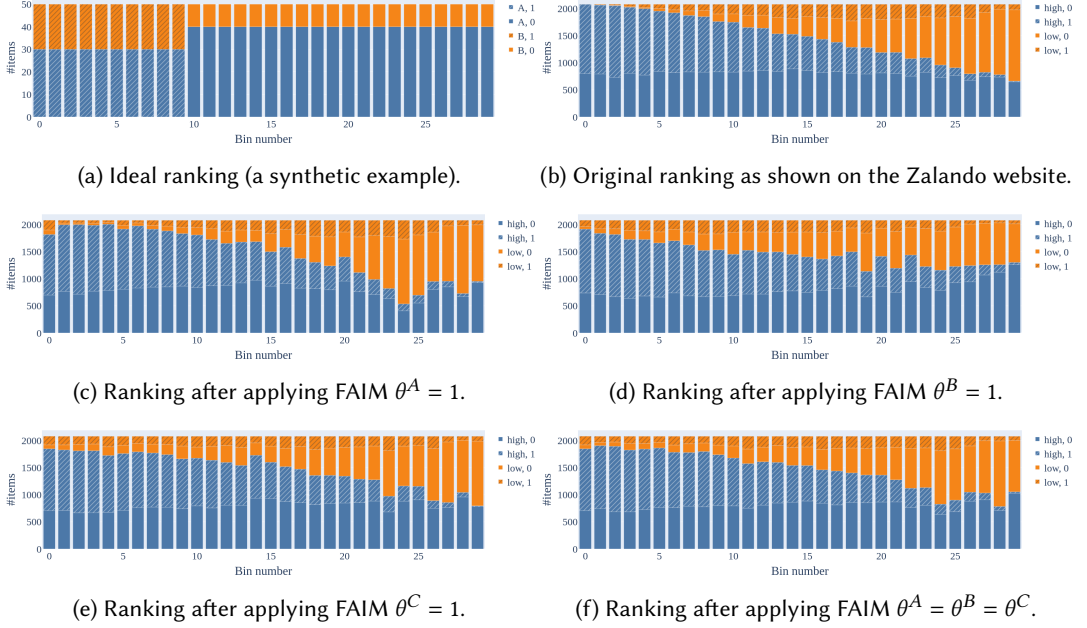 50
40
30
20
10
0
#items
0 5 10 15 20 25
Bin number
A, 1
A, 0
B, 1
B, 0
(a) Ideal ranking (a synthetic example).
2000
1500
1000
500
0
#items
0 5 10 15 20 25
Bin number
high, 0
high, 1
low, 0
low, 1
(b) Original ranking as shown on the Zalando website.
2000
1500
1000
500
0
#items
0 5 10 15 20 25
Bin number
high, 0
high, 1
low, 0
low, 1
(c) Ranking after applying FAIM θ^A = 1.
2000
1500
1000
500
0
#items
0 5 10 15 20 25
Bin number
high, 0
high, 1
low, 0
low, 1
(d) Ranking after applying FAIM θ^B = 1.
2000
1500
1000
500
0
#items
0 5 10 15 20 25
Bin number
high, 0
high, 1
low, 0
low, 1
(e) Ranking after applying FAIM θ^C = 1.
2000
1500
1000
500
0
#items
0 5 10 15 20 25
Bin number
high, 0
high, 1
low, 0
low, 1
(f) Ranking after applying FAIM θ^A = θ^B = θ^C.